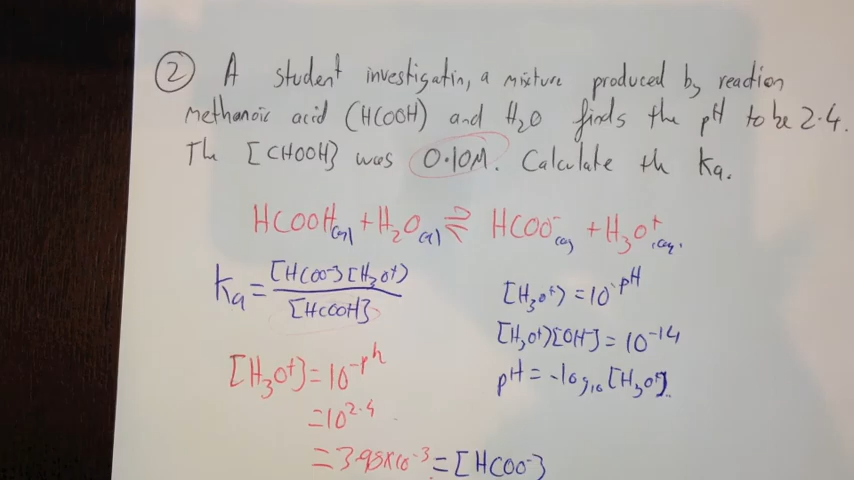 ② A student investigatin, a mixture produced by reaction
methanoic acid (HCOOH) and H₂O finds the pH to be 2.4.
The [CHOOH] was 0.10M. Calculate the Ka.
HCOOH(aq) + H₂O(l) ⇌ HCOO⁻(aq) + H₃O⁺(aq).
Ka = [HCOO⁻][H₃O⁺] / [HCOOH]
[H₃O⁺] = 10^-pH
[H₃O⁺][OH⁻] = 10⁻¹⁴
pH = -log₁₀[H₃O⁺].
[H₃O⁺] = 10^-ph
= 10^2.4
= 3.98x10⁻³ = [HCOO⁻]